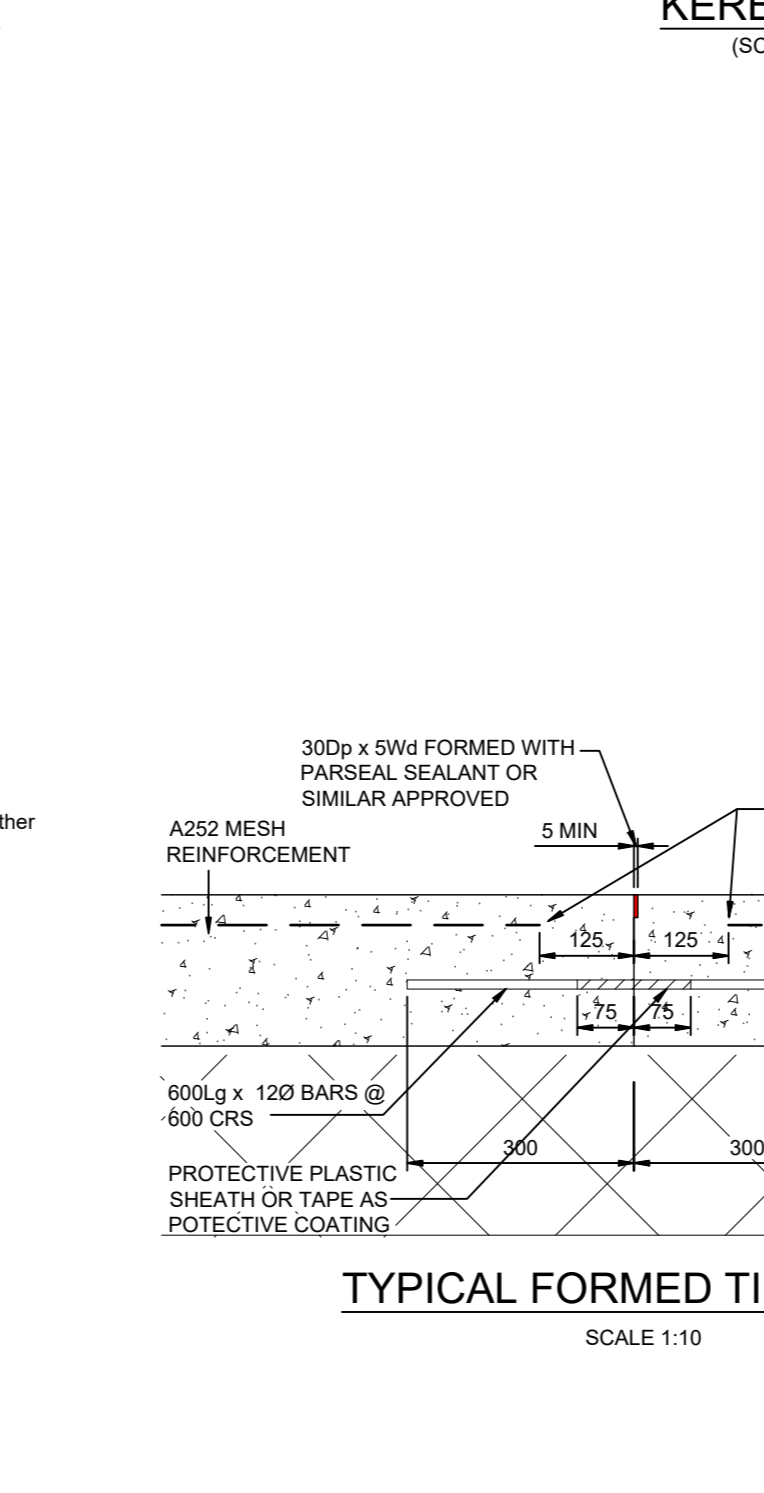 (SC
30Dp x 5Wd FORMED WITH
PARSEAL SEALANT OR
SIMILAR APPROVED
ther
A252 MESH
REINFORCEMENT
5 MIN
125
125
75
75
600Lg x 12Ø BARS @
600 CRS
300
300
PROTECTIVE PLASTIC
SHEATH OR TAPE AS
POTECTIVE COATING
TYPICAL FORMED TI
SCALE 1:10